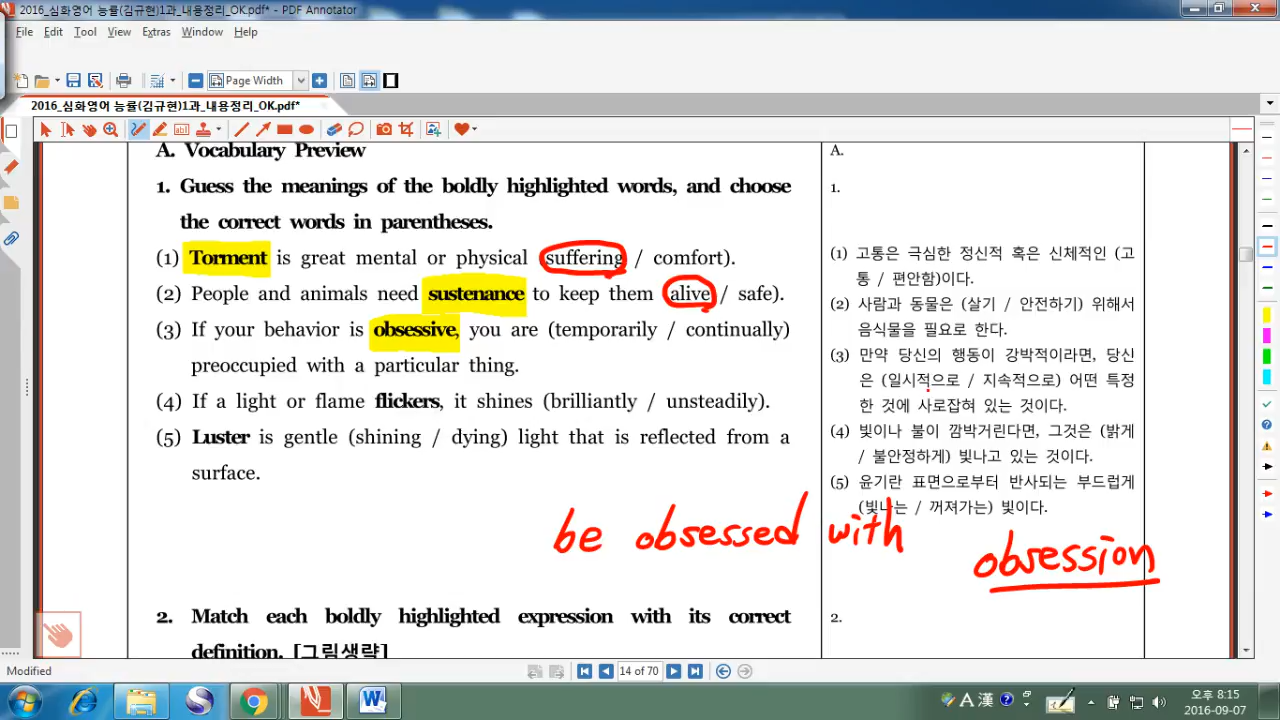 2016_심화영어 능률(김규현)1과_내용정리_OK.pdf* - PDF Annotator
File Edit Tool View Extras Window Help
Page Width
2016_심화영어 능률(김규현)1과_내용정리_OK.pdf*
A. Vocabulary Preview
1. Guess the meanings of the boldly highlighted words, and choose
the correct words in parentheses.
(1) Torment is great mental or physical (suffering / comfort).
(2) People and animals need sustenance to keep them (alive / safe).
(3) If your behavior is obsessive, you are (temporarily / continually)
preoccupied with a particular thing.
(4) If a light or flame flickers, it shines (brilliantly / unsteadily).
(5) Luster is gentle (shining / dying) light that is reflected from a
surface.
be obsessed with
obsession
2. Match each boldly highlighted expression with its correct
definition. [그림생략]
A.
1.
(1) 고통은 극심한 정신적 혹은 신체적인 (고
통 / 편안함)이다.
(2) 사람과 동물은 (살기 / 안전하기) 위해서
음식물을 필요로 한다.
(3) 만약 당신의 행동이 강박적이라면, 당신
은 (일시적으로 / 지속적으로) 어떤 특정
한 것에 사로잡혀 있는 것이다.
(4) 빛이나 불이 깜박거린다면, 그것은 (밝게
/ 불안정하게) 빛나고 있는 것이다.
(5) 윤기란 표면으로부터 반사되는 부드럽게
(빛나는 / 꺼져가는) 빛이다.
2.
Modified
14 of 70
A 漢
오후 8:15
2016-09-07